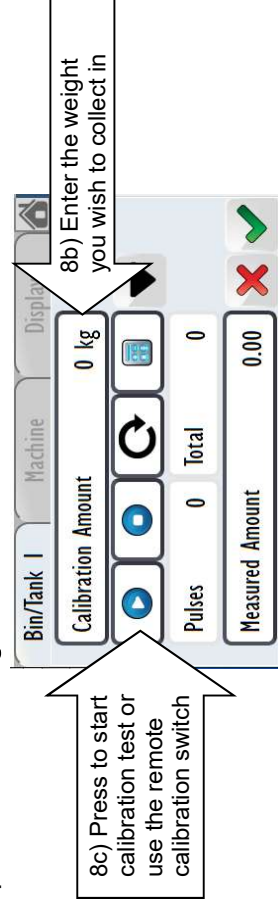 8c) Press to start
calibration test or
use the remote
calibration switch
Bin/Tank 1
Machine
Calibration Amount
0 kg
Pulses
0
Total
0
Measured Amount
0.00
8b) Enter the weight
you wish to collect in